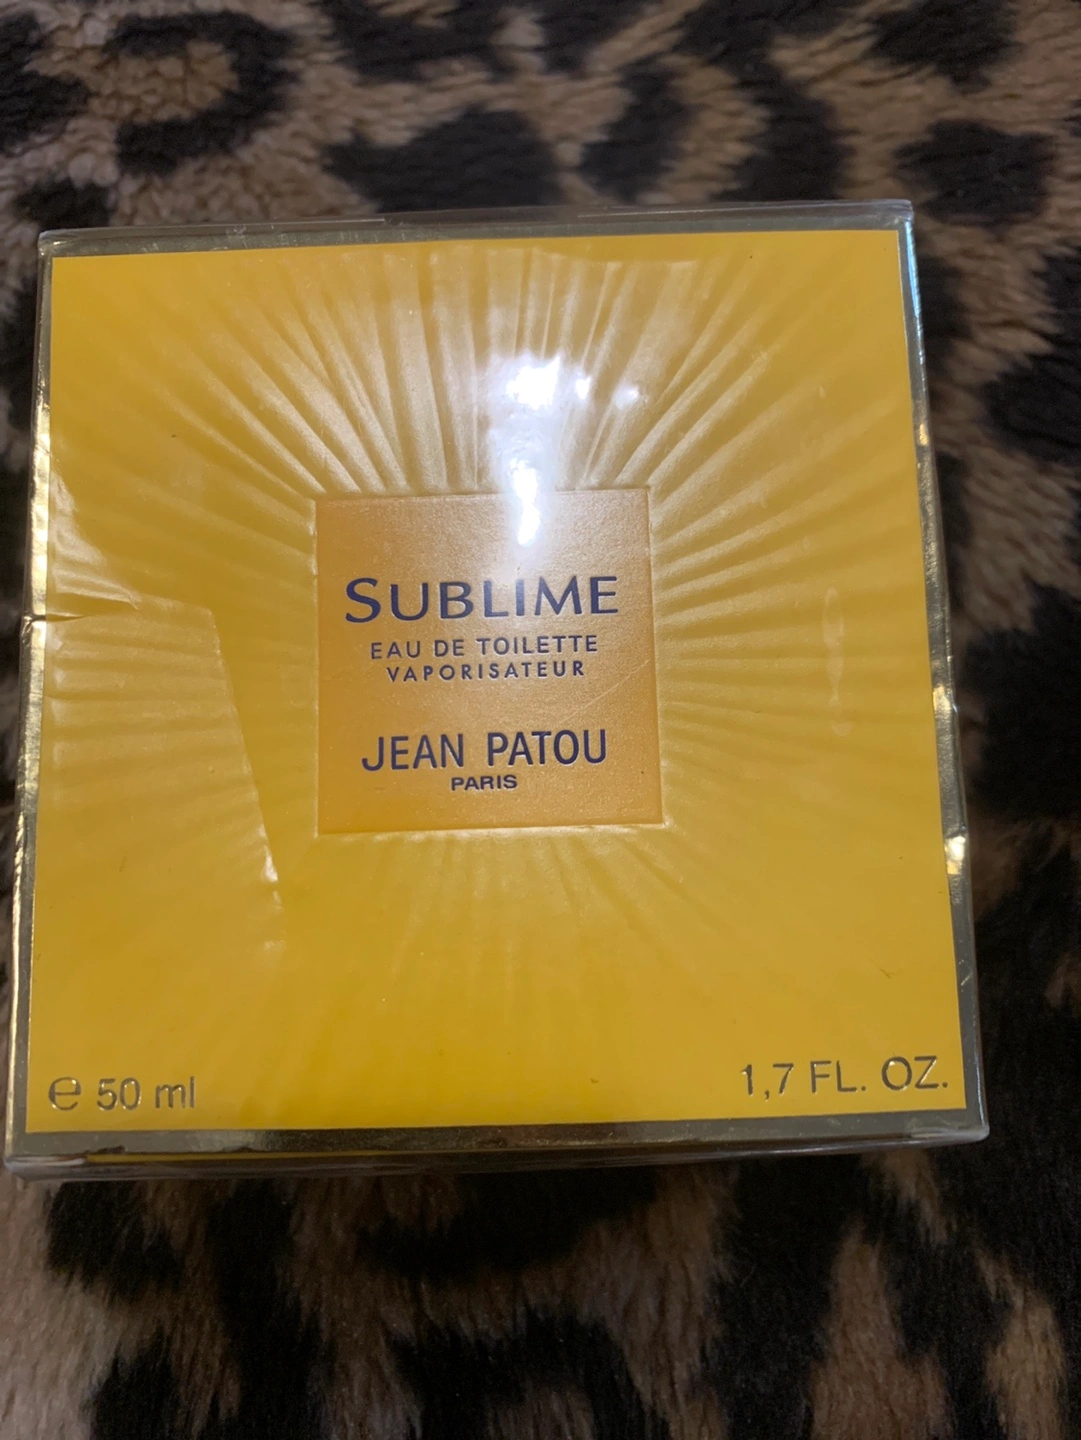 SUBLIME
EAU DE TOILETTE
VAPORISATEUR
JEAN PATOU
PARIS
℮ 50 ml
1,7 FL. OZ.